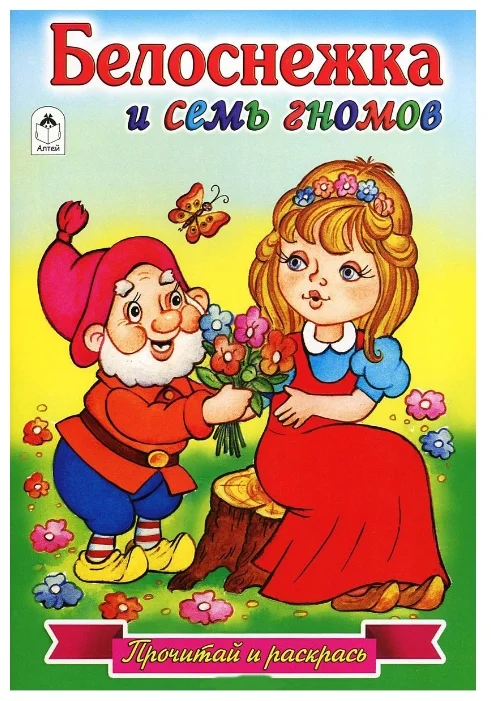 Белоснежка
и семь гномов
Алтей
Прочитай и раскрась